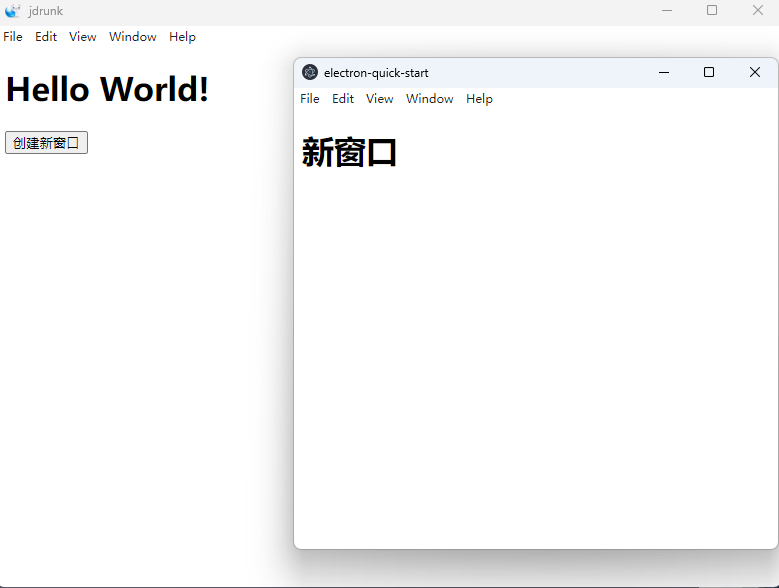 jdrunk
File Edit View Window Help
Hello World!
创建新窗口
electron-quick-start
File Edit View Window Help
新窗口